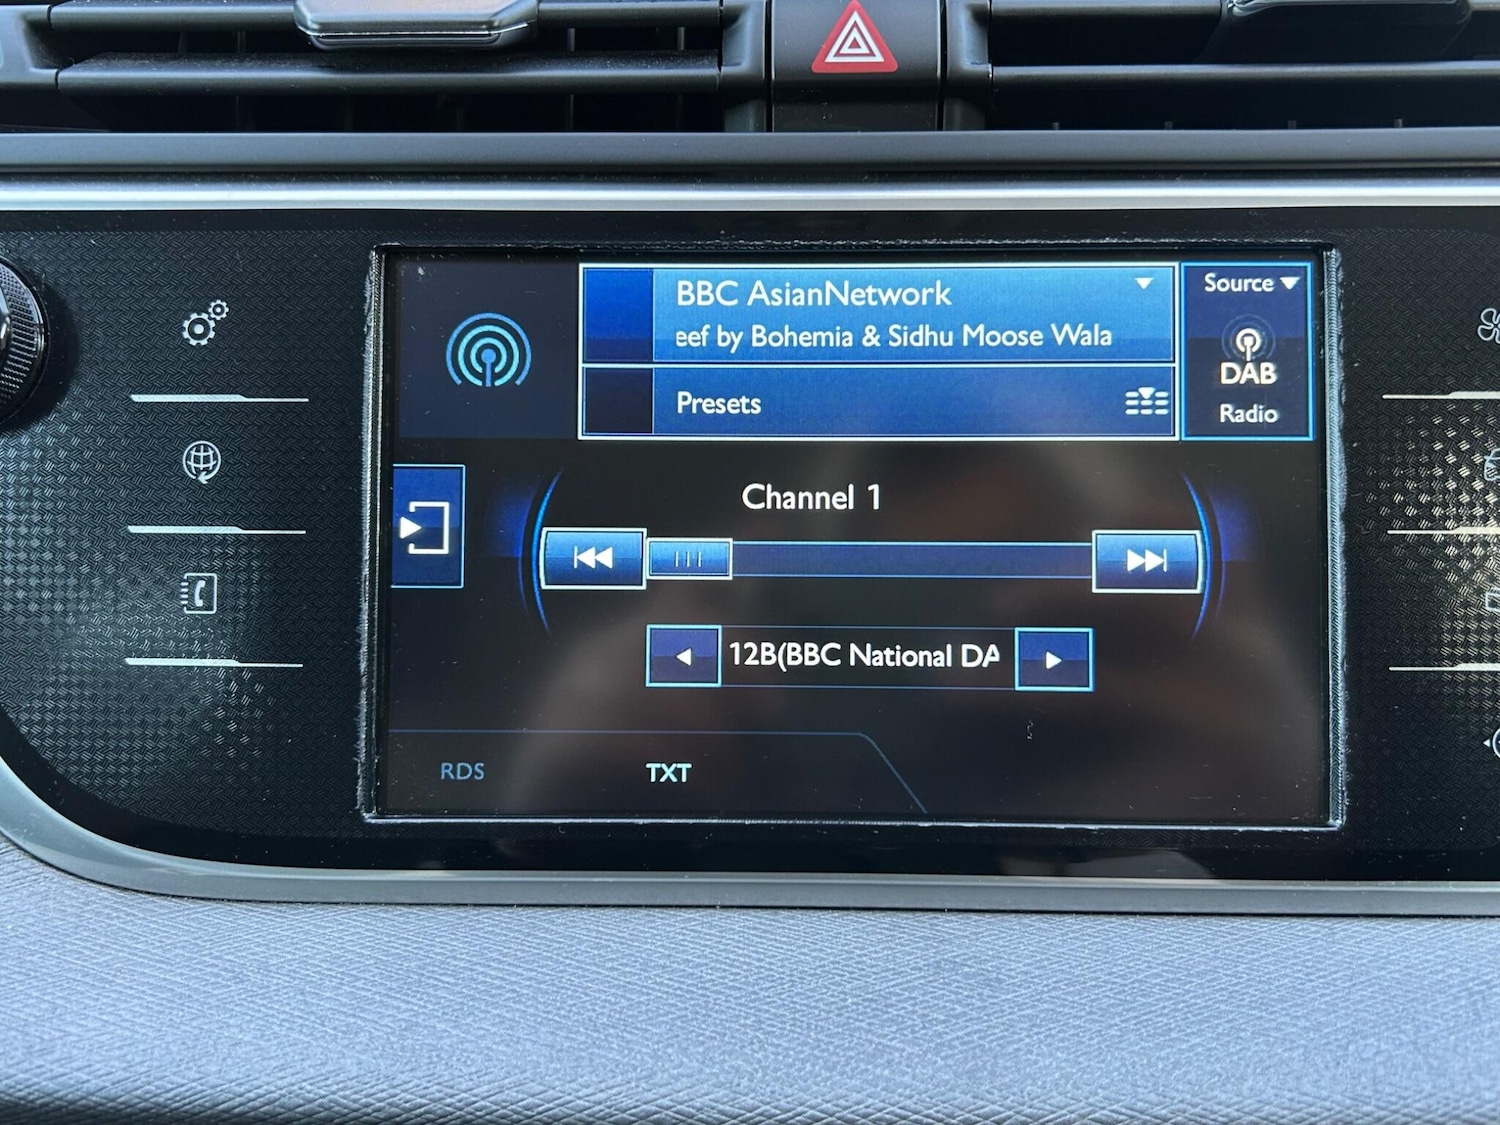 BBC AsianNetwork
eef by Bohemia & Sidhu Moose Wala
Source
DAB
Radio
Presets
Channel 1
12B(BBC National DA
RDS
TXT